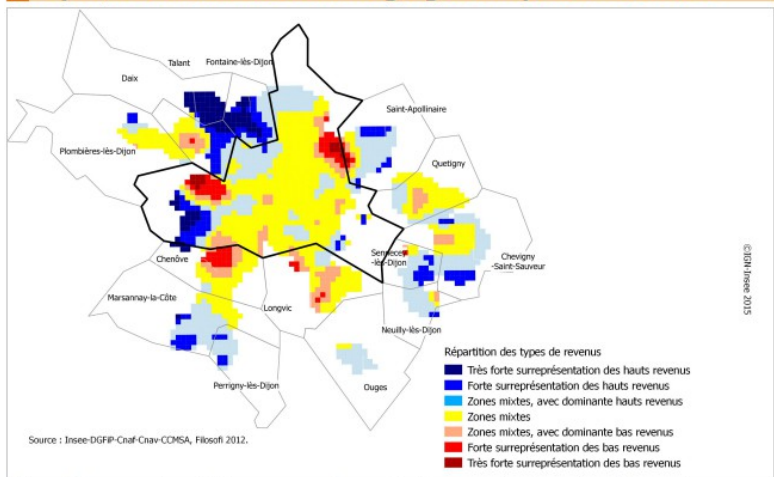 Talant
Fontaine-lès-Dijon
Daix
Saint-Apollinaire
Plombières-lès-Dijon
Quetigny
Sennecey
-lès-Dijon
Chevigny
-Saint-Sauveur
Chenôve
Marsannay-la-Côte
Longvic
Neuilly-lès-Dijon
Perrigny-lès-Dijon
Ouges
©IGN-Insee 2015
Répartition des types de revenus
Très forte surreprésentation des hauts revenus
Forte surreprésentation des hauts revenus
Zones mixtes, avec dominante hauts revenus
Zones mixtes
Zones mixtes, avec dominante bas revenus
Forte surreprésentation des bas revenus
Très forte surreprésentation des bas revenus
Source : Insee-DGFiP-Cnaf-Cnav-CCMSA, Filosofi 2012.